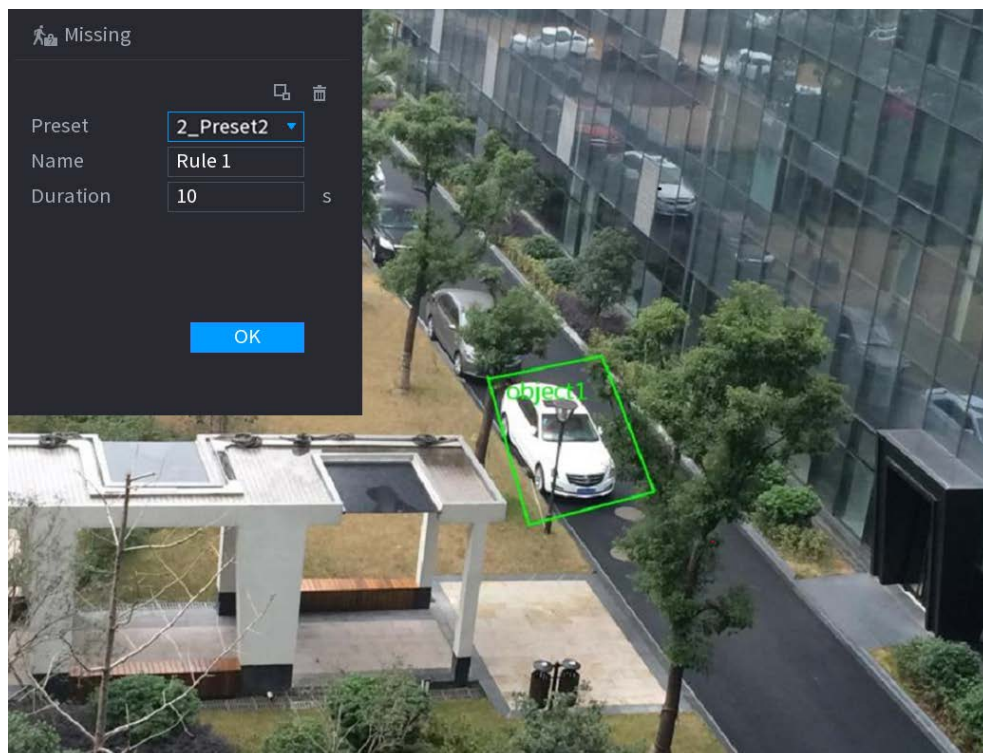 Missing
Preset 2_Preset2
Name Rule 1
Duration 10 s
OK
object1